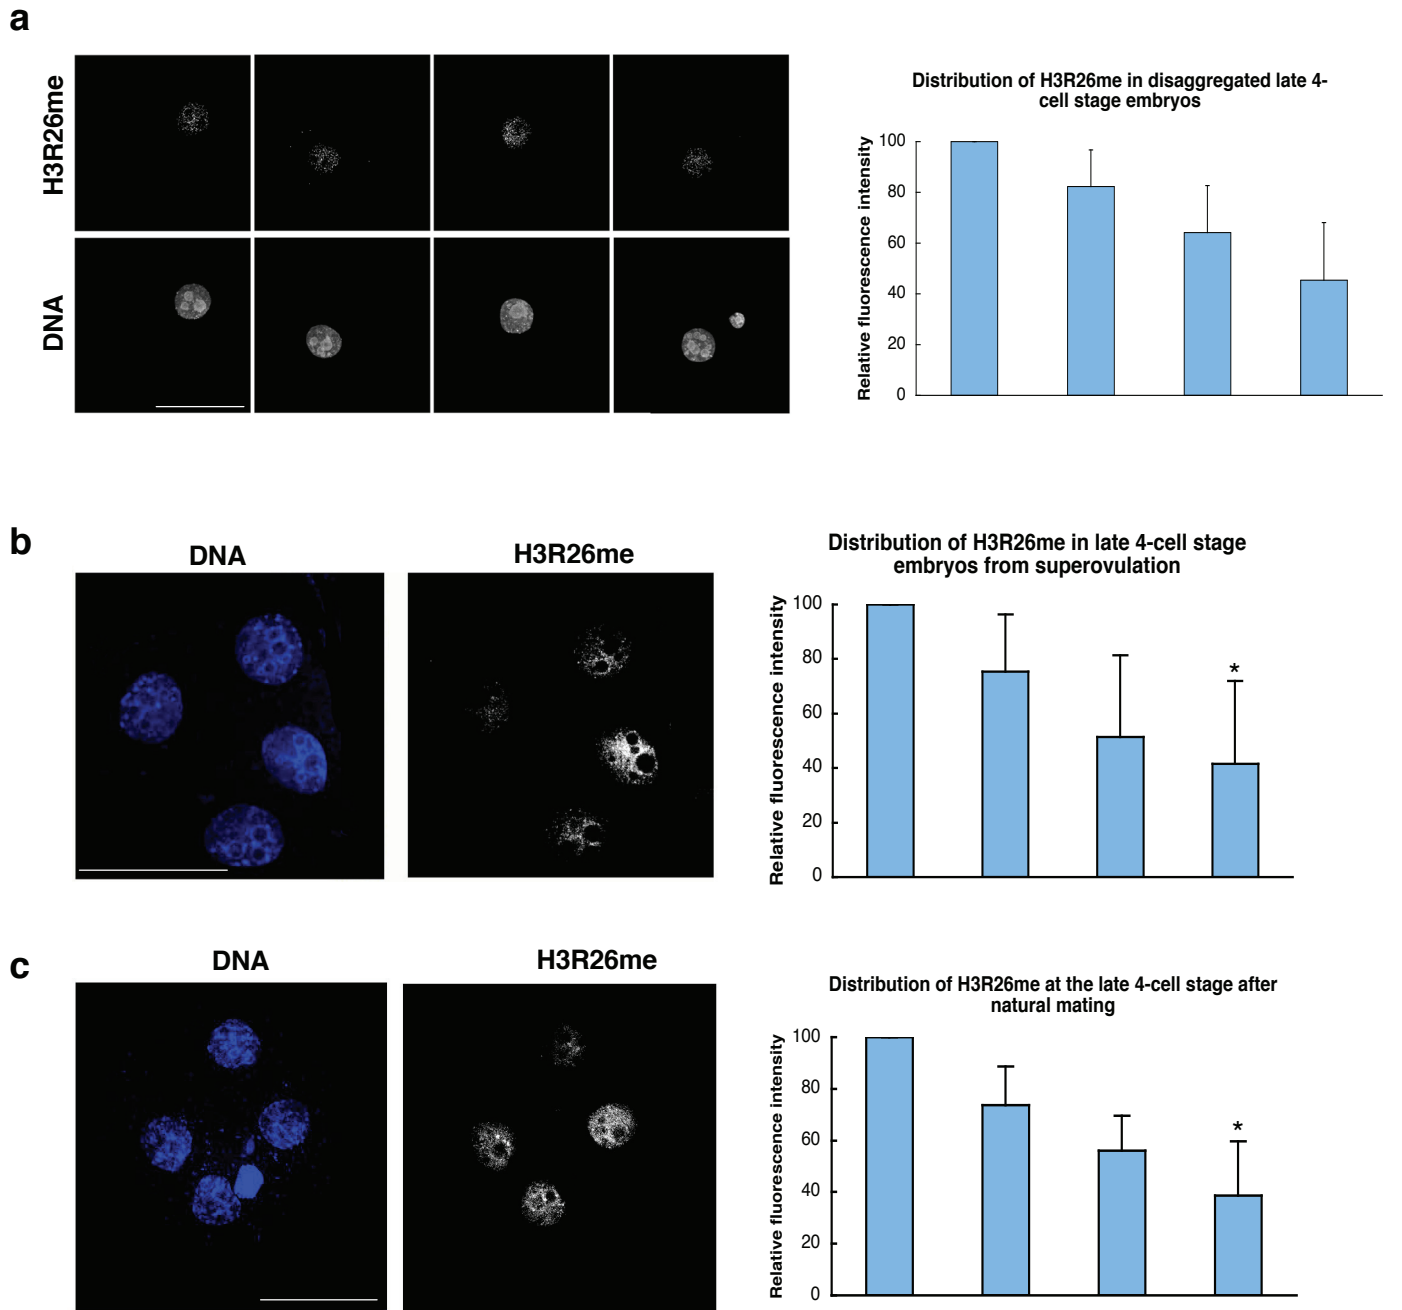 a
H3R26me
DNA
Distribution of H3R26me in disaggregated late 4-
cell stage embryos
Relative fluorescence intensity
100
80
60
40
20
0
b
DNA
H3R26me
Distribution of H3R26me in late 4-cell stage
embryos from superovulation
Relative fluorescence intensity
100
80
60
40
20
0
*
c
DNA
H3R26me
Distribution of H3R26me at the late 4-cell stage after
natural mating
Relative fluorescence intensity
100
80
60
40
20
0
*